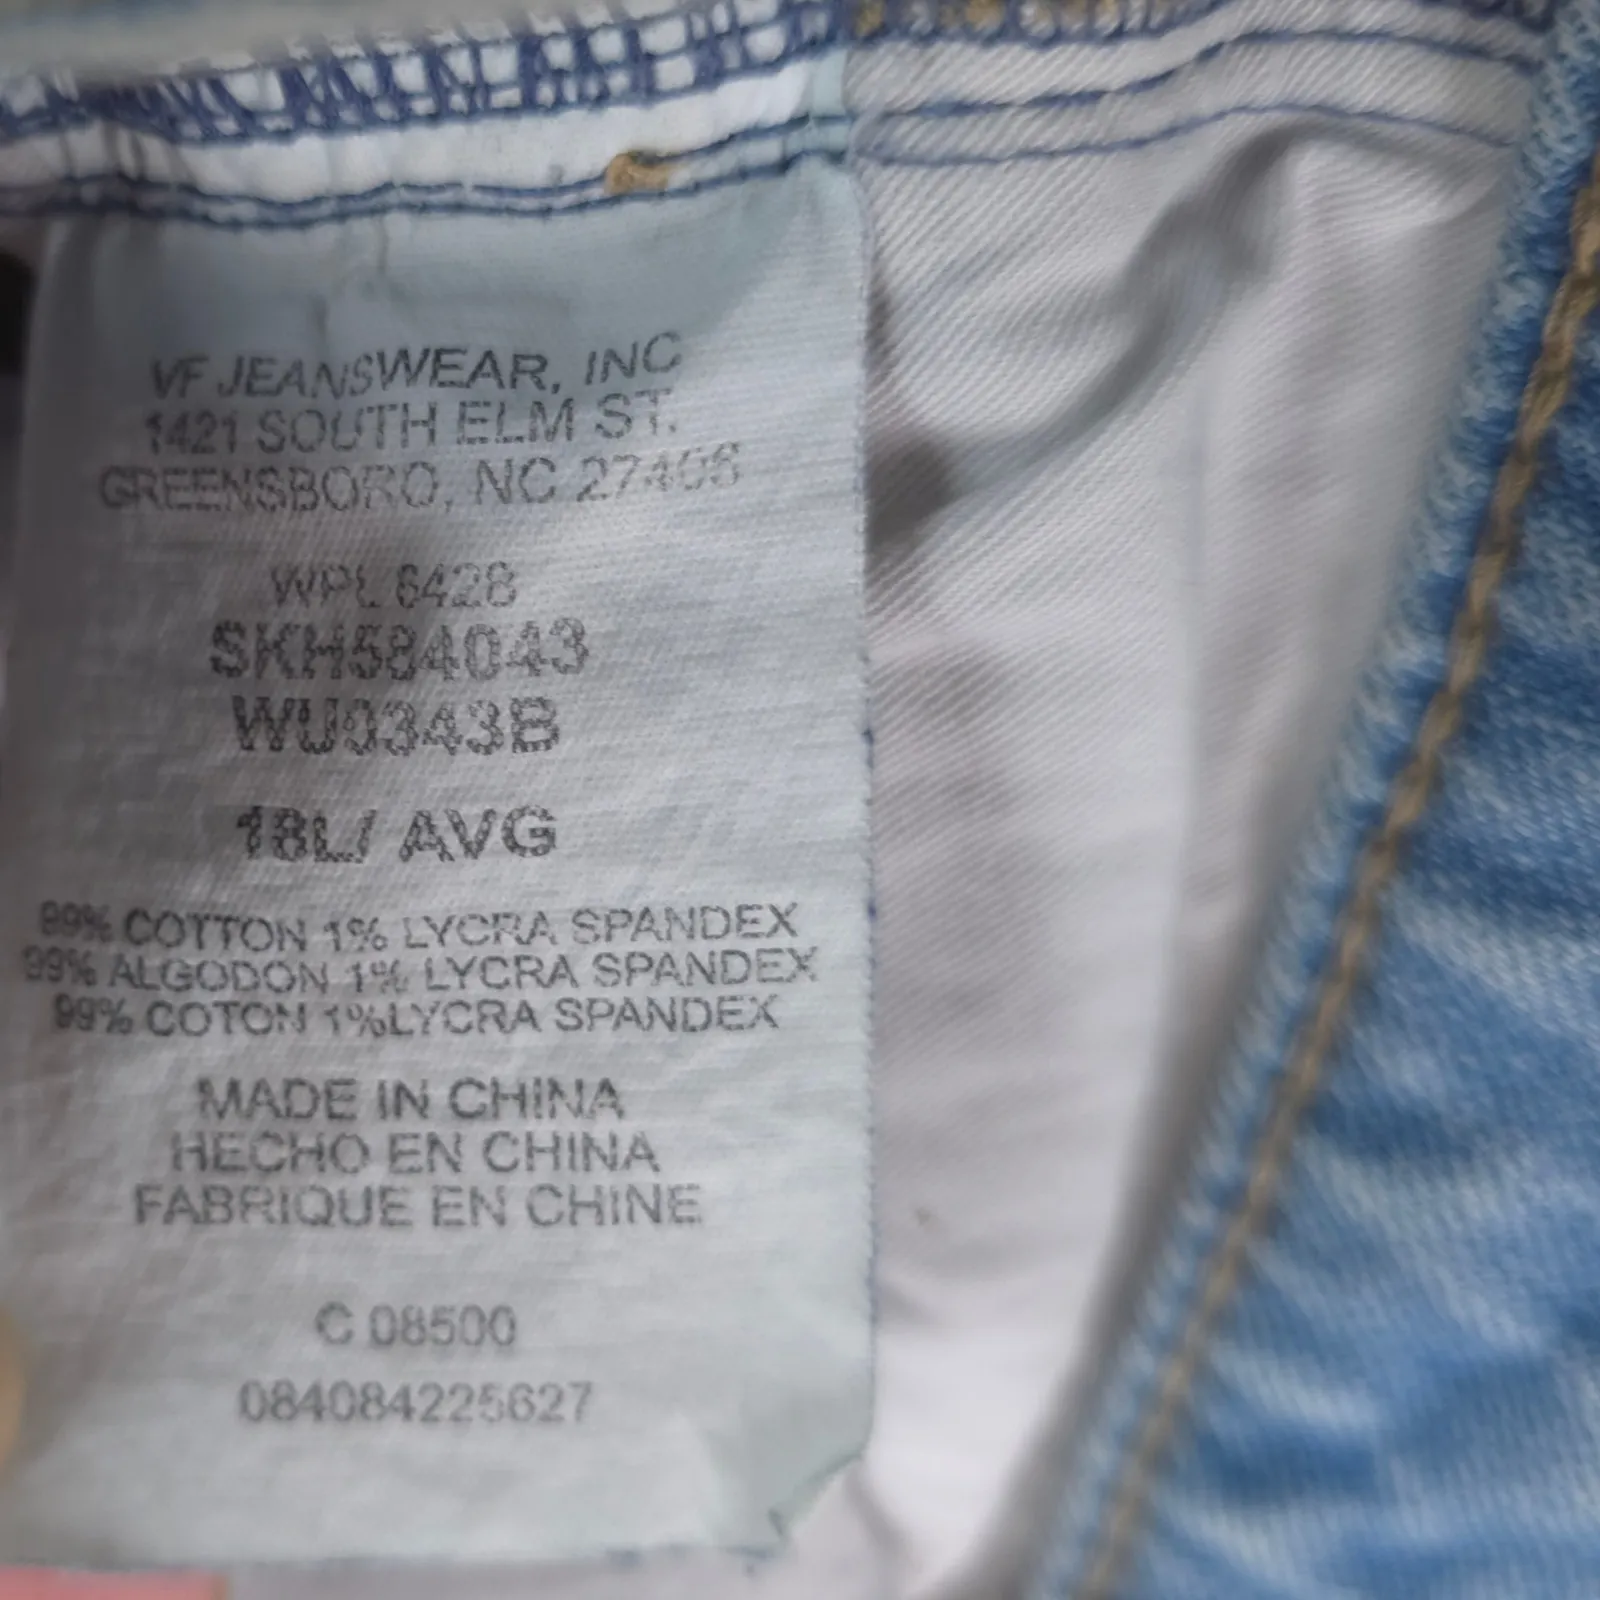 VF JEANSWEAR, INC
1421 SOUTH ELM ST.
GREENSBORO, NC 27406
WPL 6428
SKH584043
WU0343B
18L/ AVG
99% COTTON 1% LYCRA SPANDEX
99% ALGODON 1% LYCRA SPANDEX
99% COTON 1%LYCRA SPANDEX
MADE IN CHINA
HECHO EN CHINA
FABRIQUE EN CHINE
C 08500
084084225627